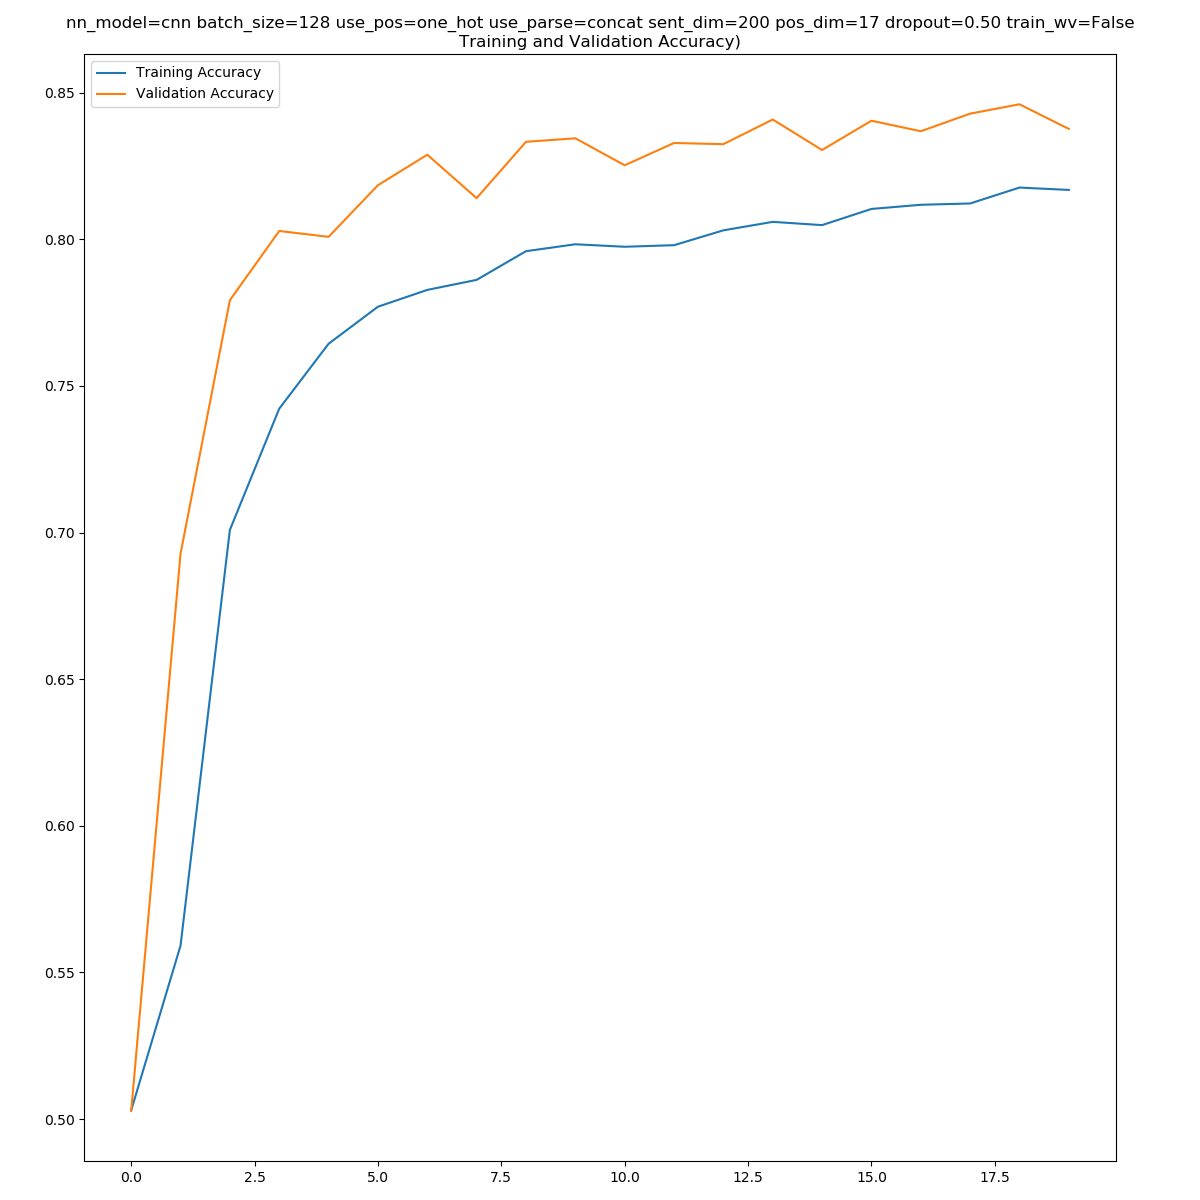 nn_model=cnn batch_size=128 use_pos=one_hot use_parse=concat sent_dim=200 pos_dim=17 dropout=0.50 train_wv=False
Training and Validation Accuracy)
Training Accuracy
Validation Accuracy
0.85
0.80
0.75
0.70
0.65
0.60
0.55
0.50
0.0 2.5 5.0 7.5 10.0 12.5 15.0 17.5